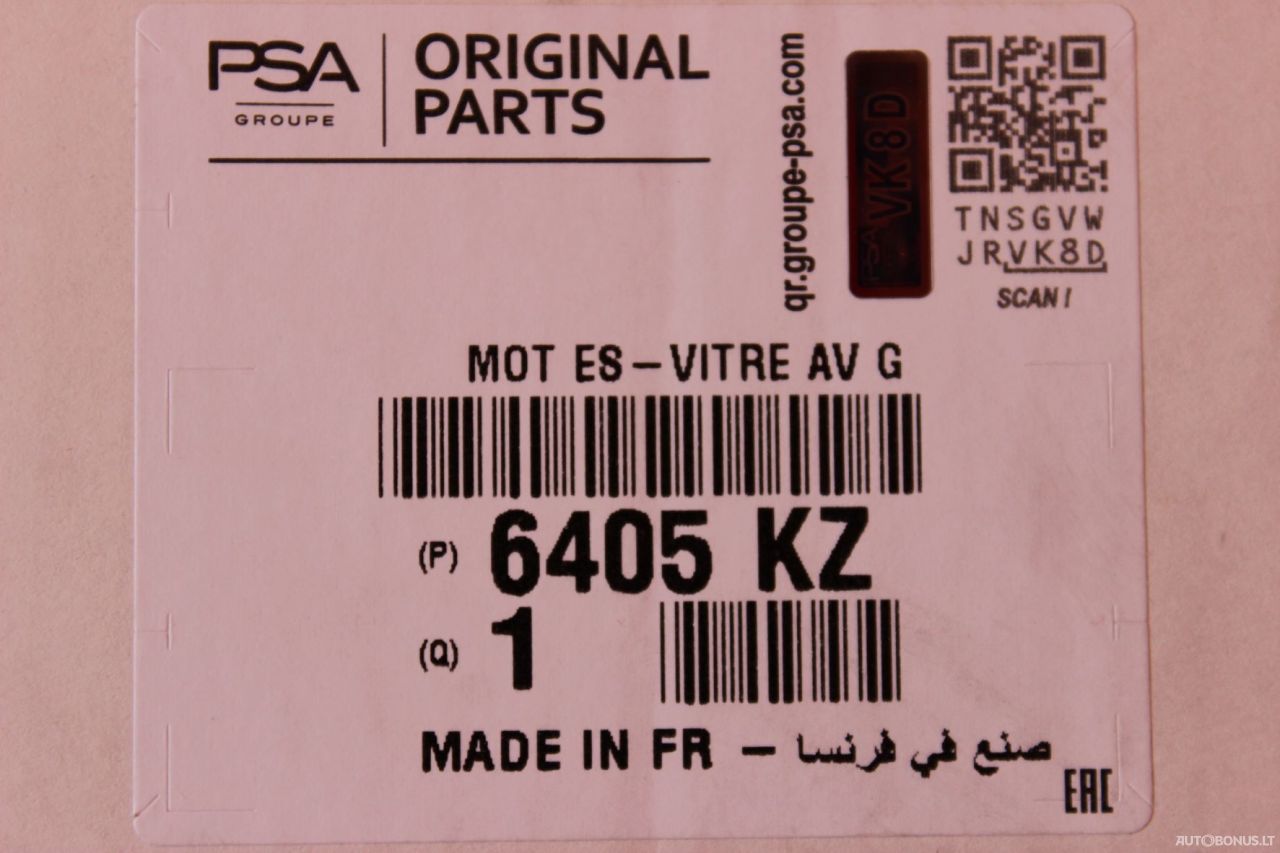 PSA
GROUPE
ORIGINAL
PARTS
qr.groupe-psa.com
PSA VK8D
TNSGVW
JRVK8D
SCAN !
MOT ES-VITRE AV G
(P) 6405 KZ
(Q) 1
MADE IN FR - صنع في فرنسا
EAC
AUTOBONUS.LT